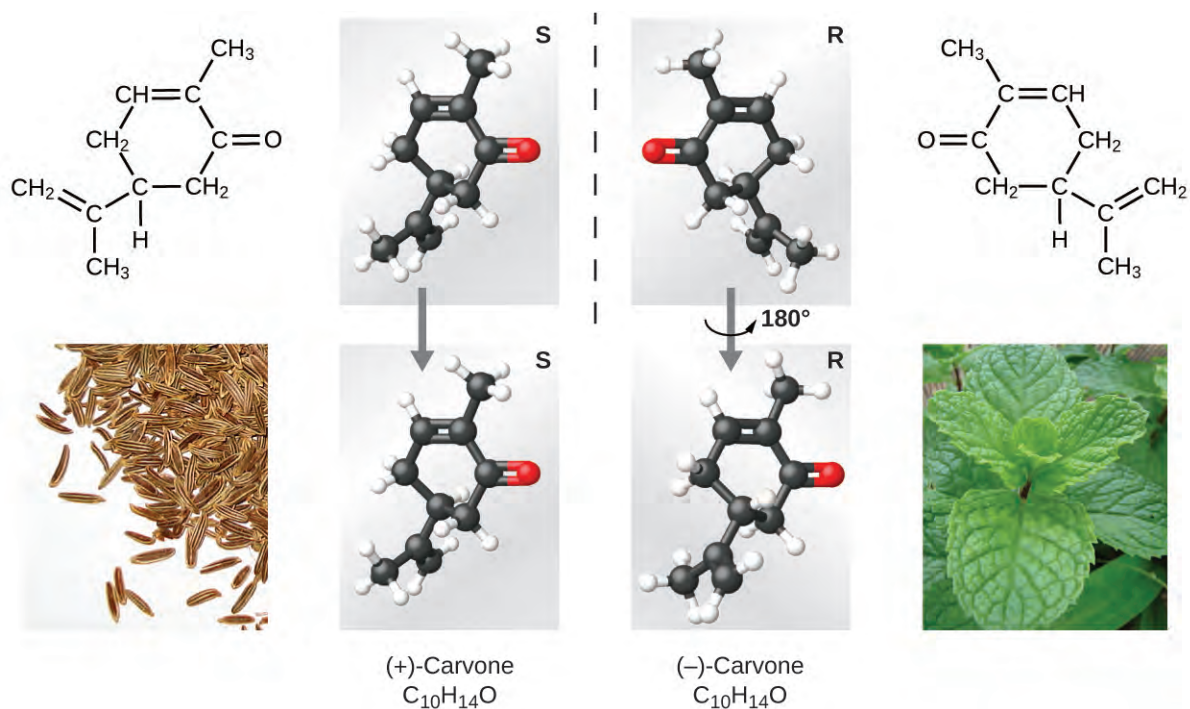 CH3
CH
C
CH2
C
O
CH2
CH2
C
H
CH3
S
R
CH3
C
CH
O
C
CH2
CH2
C
CH2
H
CH3
180°
S
R
(+)-Carvone
C10H14O
(–)-Carvone
C10H14O